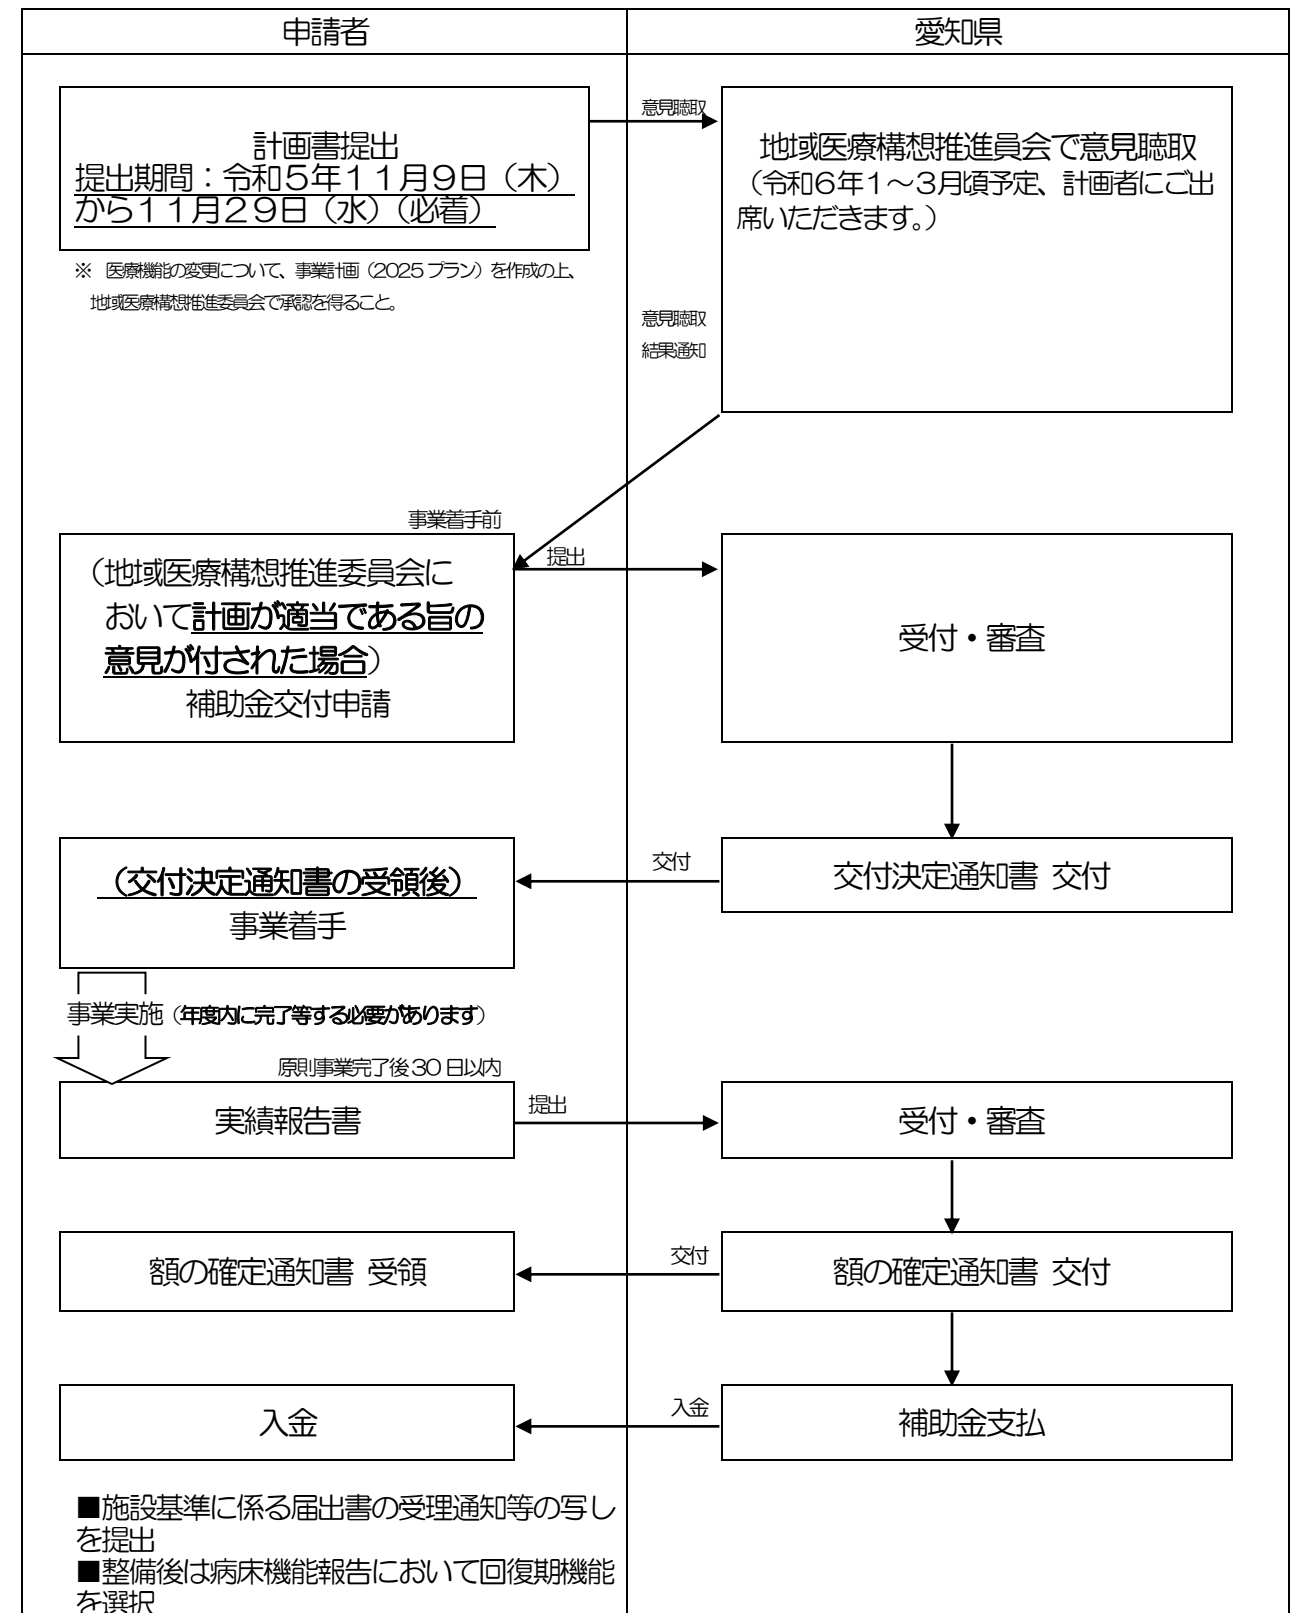 申請者
愛知県
計画書提出
提出期間：令和５年１１月９日（木）
から１１月２９日（水）（必着）
意見聴取
地域医療構想推進員会で意見聴取
（令和６年１～３月頃予定、計画者にご出
席いただきます。）
※　医療機能の変更について、事業計画（2025 プラン）を作成の上、
地域医療構想推進委員会で承認を得ること。
意見聴取
結果通知
事業着手前
（地域医療構想推進委員会に
おいて計画が適当である旨の
意見が付された場合）
補助金交付申請
提出
受付・審査
（交付決定通知書の受領後）
事業着手
交付
交付決定通知書 交付
事業実施（年度内に完了等する必要があります）
原則事業完了後 30 日以内
実績報告書
提出
受付・審査
額の確定通知書 受領
交付
額の確定通知書 交付
入金
入金
補助金支払
■施設基準に係る届出書の受理通知等の写し
を提出
■整備後は病床機能報告において回復期機能
を選択